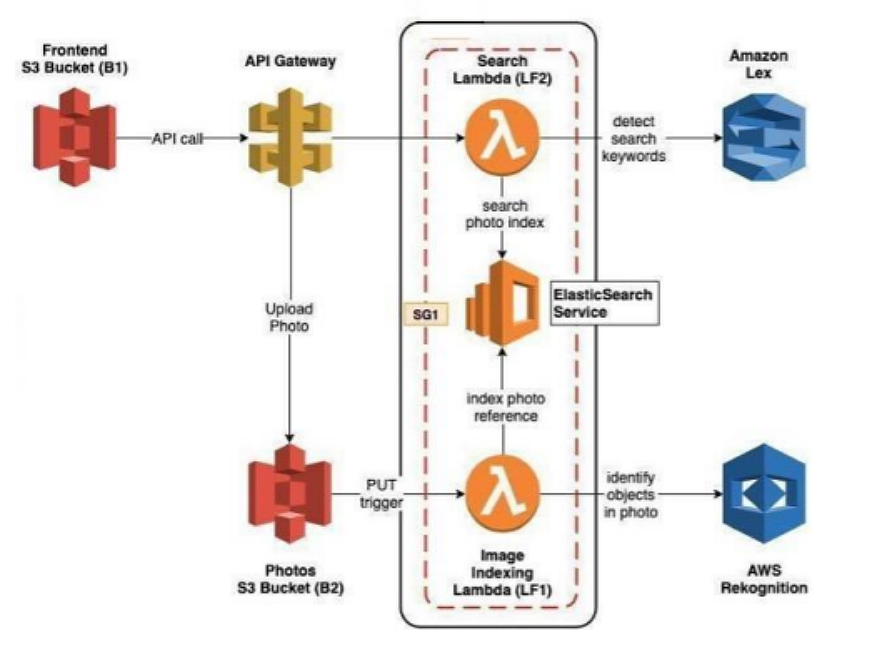 Frontend
S3 Bucket (B1)
API Gateway
Search
Lambda (LF2)
Amazon
Lex
API call
detect
search
keywords
search
photo index
ElasticSearch
Service
SG1
Upload
Photo
index photo
reference
PUT
trigger
identify
objects
in photo
Photos
S3 Bucket (B2)
Image
Indexing
Lambda (LF1)
AWS
Rekognition